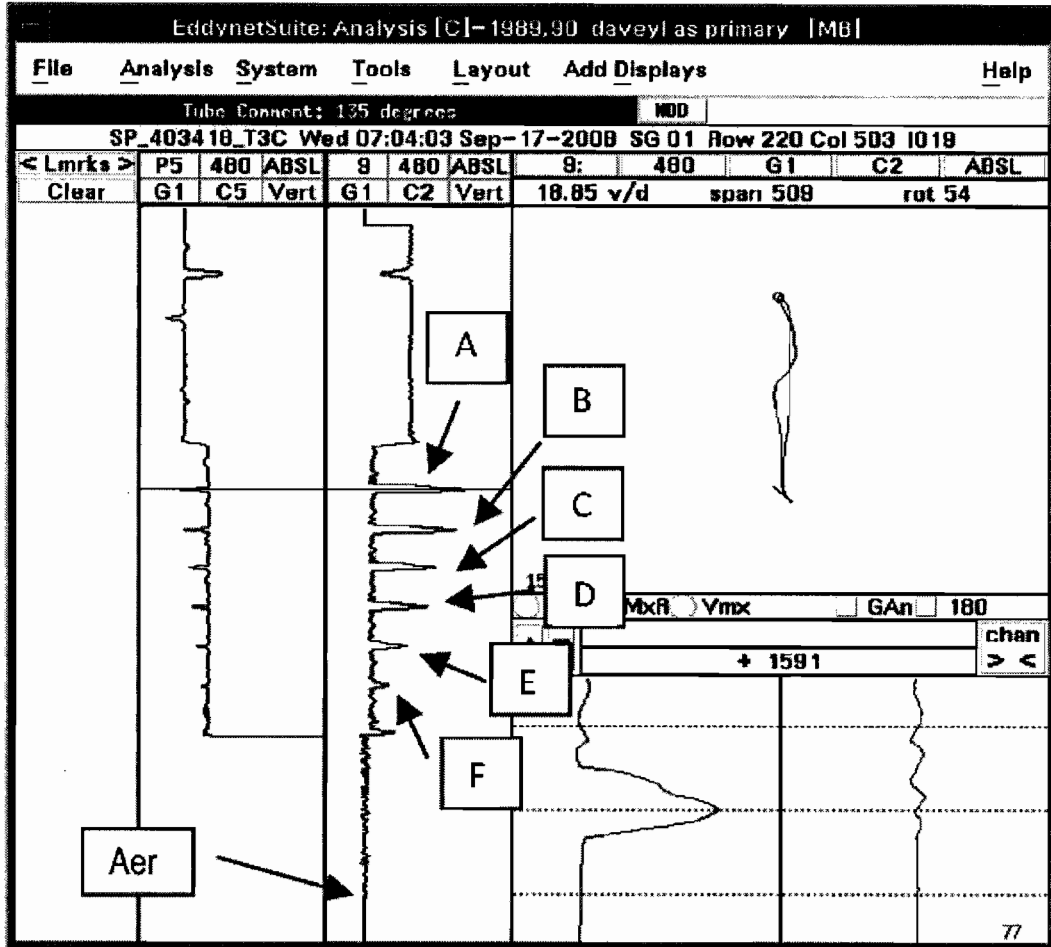 EddynetSuite: Analysis [C]-1989,90 daveyl as primary [MB]
File Analysis System Tools Layout Add Displays Help
Tube Comment: 135 degrees NDD
SP_403418_T3C Wed 07:04:03 Sep-17-2008 SG 01 Row 220 Col 503 I019
< Lmrks > P5 480 ABSL 9 480 ABSL 9: 480 G1 C2 ABSL
Clear G1 C5 Vert G1 C2 Vert 18.85 v/d span 509 rot 54
A
B
C
D
15
MxR Vmx GAn 180
chan
+ 1591 > <
E
F
Aer
77